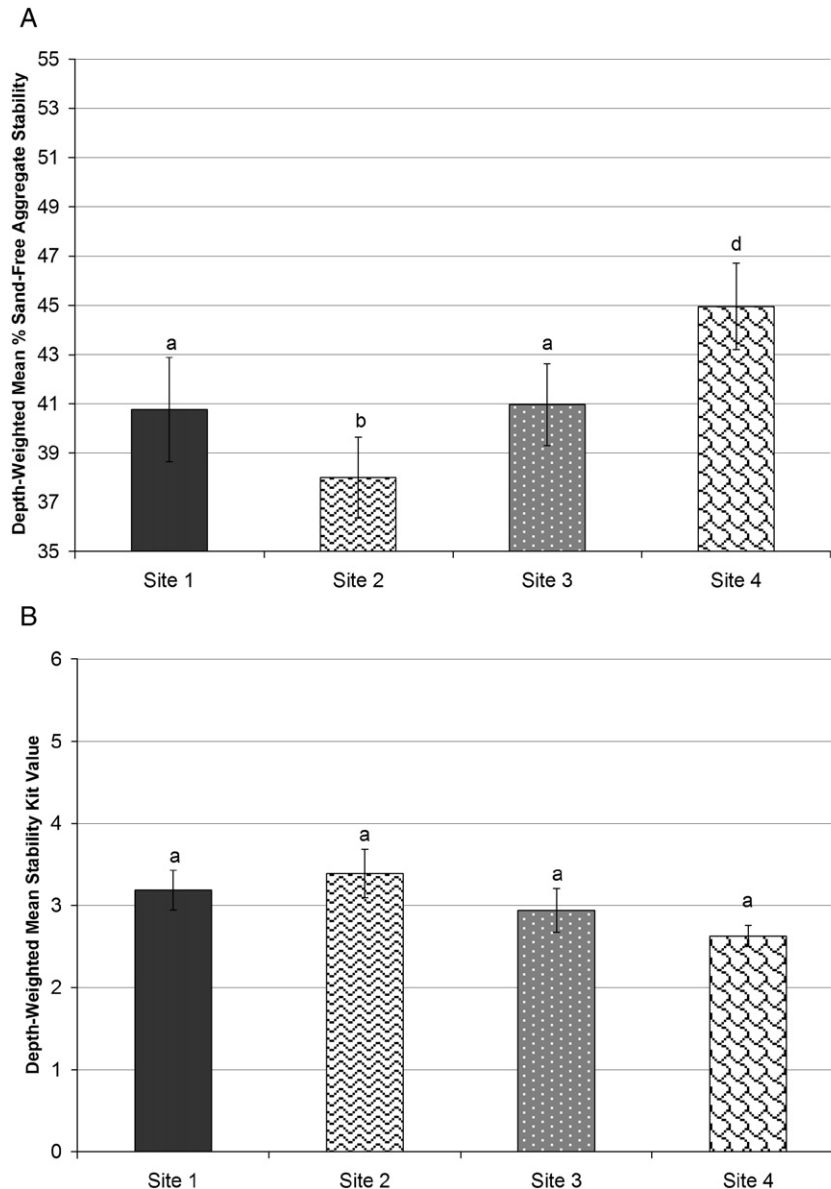 A
Depth-Weighted Mean % Sand-Free Aggregate Stability
55
53
51
49
47
45
43
41
39
37
35
a
b
a
d
Site 1 Site 2 Site 3 Site 4
B
Depth-Weighted Mean Stability Kit Value
6
5
4
3
2
1
0
a
a
a
a
Site 1 Site 2 Site 3 Site 4